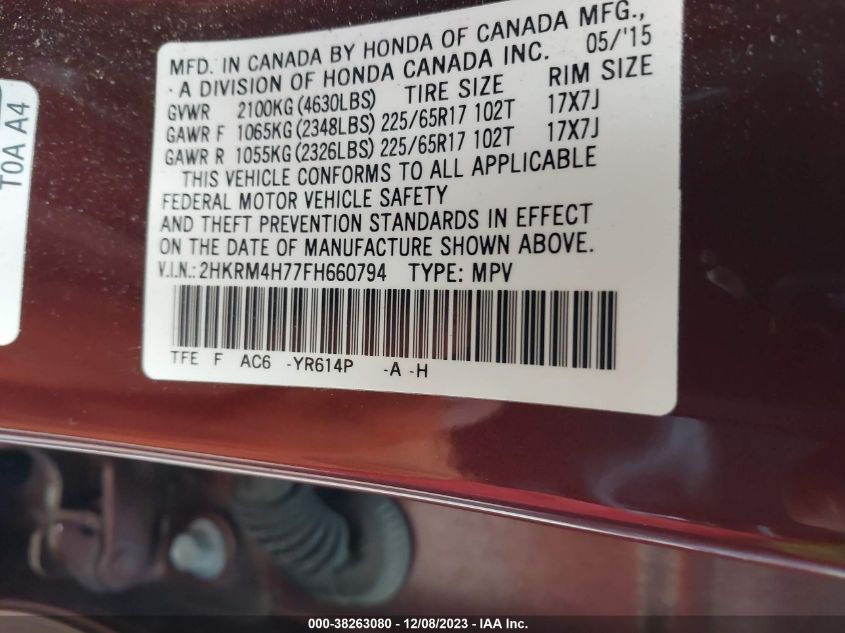 T0A A4
MFD. IN CANADA BY HONDA OF CANADA MFG.,
A DIVISION OF HONDA CANADA INC. 05/'15
GVWR 2100KG(4630LBS) TIRE SIZE RIM SIZE
GAWR F 1065KG(2348LBS) 225/65R17 102T 17X7J
GAWR R 1055KG(2326LBS) 225/65R17 102T 17X7J
THIS VEHICLE CONFORMS TO ALL APPLICABLE
FEDERAL MOTOR VEHICLE SAFETY
AND THEFT PREVENTION STANDARDS IN EFFECT
ON THE DATE OF MANUFACTURE SHOWN ABOVE.
V.I.N.: 2HKRM4H77FH660794 TYPE: MPV
TFE F AC6 -YR614P -A -H
000-38263080 - 12/08/2023 - IAA Inc.